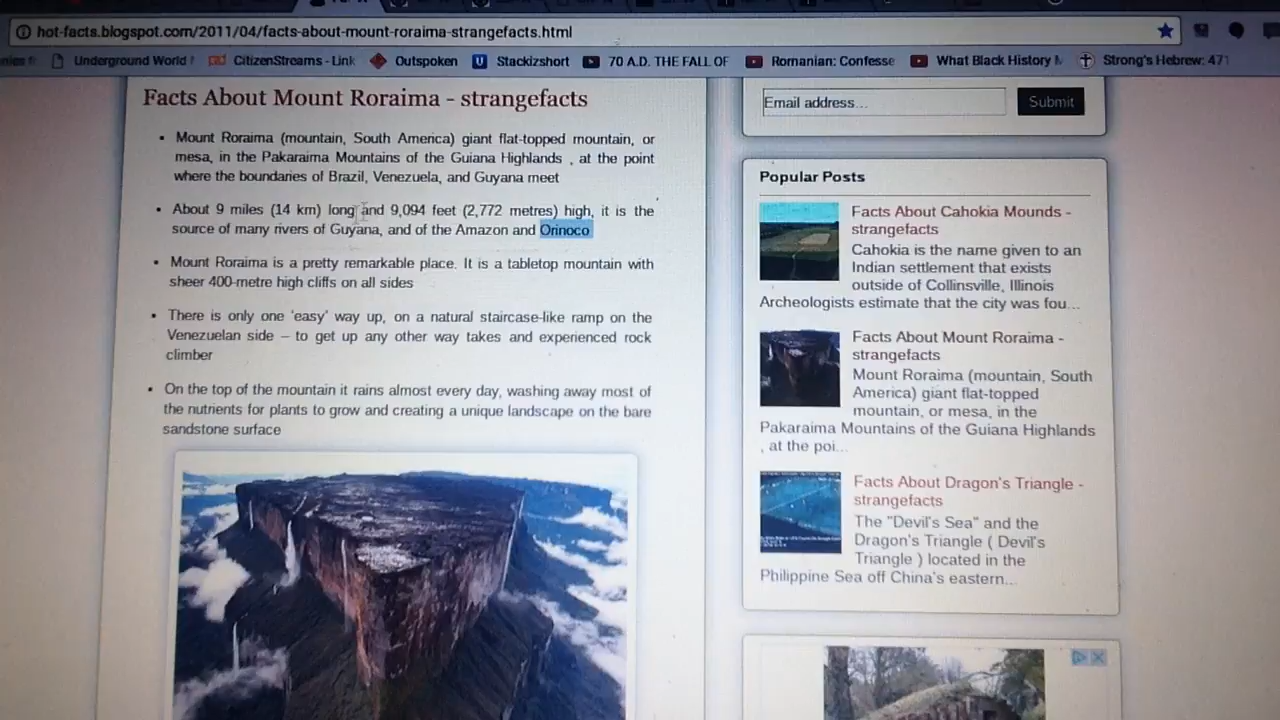 hot-facts.blogspot.com/2011/04/facts-about-mount-roraima-strangefacts.html
Underground World
CitizenStreams - Link
Outspoken
Stackizshort
70 A.D. THE FALL OF
Romanian: Confesse
What Black History
Strong's Hebrew: 471
Facts About Mount Roraima - strangefacts
• Mount Roraima (mountain, South America) giant flat-topped mountain, or
mesa, in the Pakaraima Mountains of the Guiana Highlands , at the point
where the boundaries of Brazil, Venezuela, and Guyana meet
• About 9 miles (14 km) long and 9,094 feet (2,772 metres) high, it is the
source of many rivers of Guyana, and of the Amazon and Orinoco
• Mount Roraima is a pretty remarkable place. It is a tabletop mountain with
sheer 400-metre high cliffs on all sides
• There is only one 'easy' way up, on a natural staircase-like ramp on the
Venezuelan side – to get up any other way takes and experienced rock
climber
• On the top of the mountain it rains almost every day, washing away most of
the nutrients for plants to grow and creating a unique landscape on the bare
sandstone surface
Email address...
Submit
Popular Posts
Facts About Cahokia Mounds -
strangefacts
Cahokia is the name given to an
Indian settlement that exists
outside of Collinsville, Illinois
Archeologists estimate that the city was fou...
Facts About Mount Roraima -
strangefacts
Mount Roraima (mountain, South
America) giant flat-topped
mountain, or mesa, in the
Pakaraima Mountains of the Guiana Highlands
, at the poi...
Facts About Dragon's Triangle -
strangefacts
The "Devil's Sea" and the
Dragon's Triangle ( Devil's
Triangle ) located in the
Philippine Sea off China's eastern...